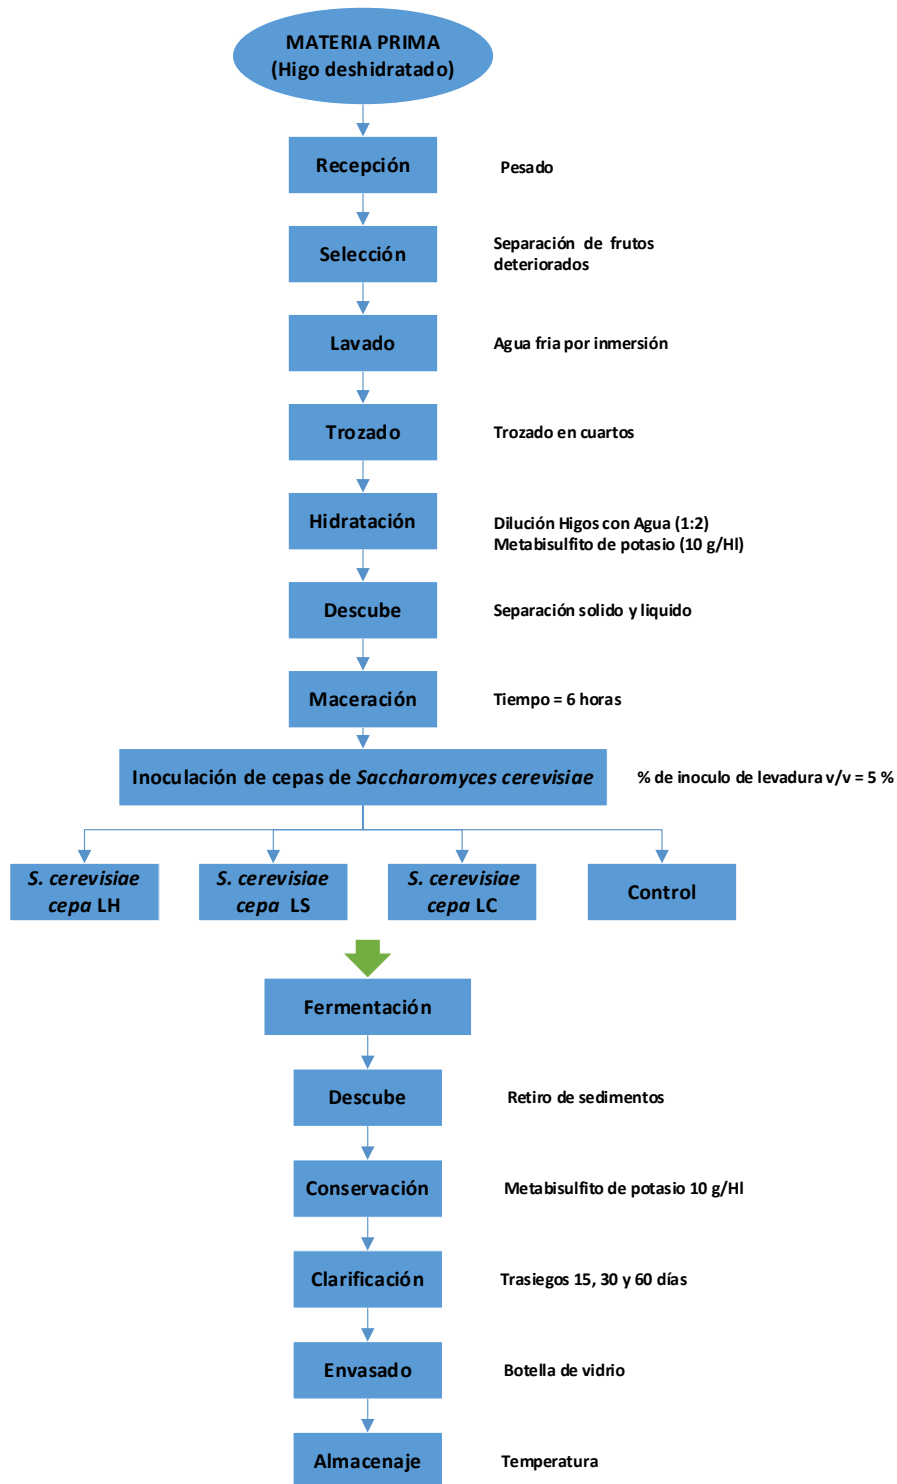 MATERIA PRIMA
(Higo deshidratado)
Recepción
Pesado
Selección
Separación de frutos
deteriorados
Lavado
Agua fria por inmersión
Trozado
Trozado en cuartos
Hidratación
Dilución Higos con Agua (1:2)
Metabisulfito de potasio (10 g/Hl)
Descube
Separación solido y liquido
Maceración
Tiempo = 6 horas
Inoculación de cepas de Saccharomyces cerevisiae
% de inoculo de levadura v/v = 5 %
S. cerevisiae
cepa LH
S. cerevisiae
cepa LS
S. cerevisiae
cepa LC
Control
Fermentación
Descube
Retiro de sedimentos
Conservación
Metabisulfito de potasio 10 g/Hl
Clarificación
Trasiegos 15, 30 y 60 días
Envasado
Botella de vidrio
Almacenaje
Temperatura